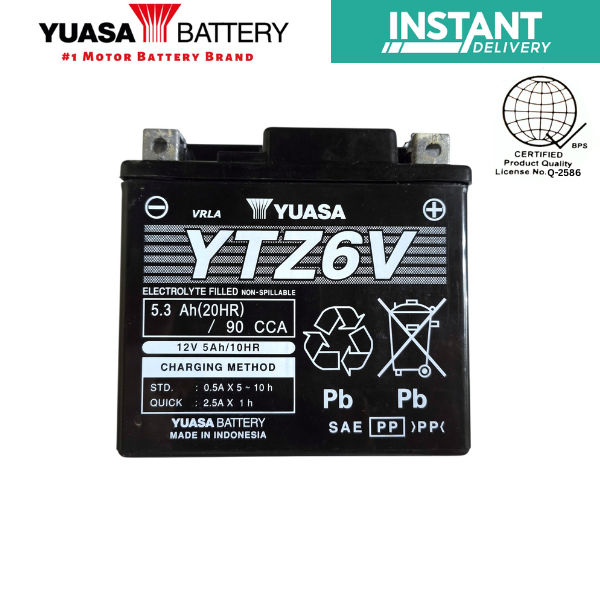 YUASA BATTERY
#1 MOTOR BATTERY BRAND
INSTANT
DELIVERY
BPS
CERTIFIED
Product Quality
License No. Q-2586
VRLA
YUASA
YTZ6V
ELECTROLYTE FILLED NON-SPILLABLE
5.3 Ah(20HR)
/ 90 CCA
12V 5Ah/10HR
CHARGING METHOD
STD. : 0.5A X 5 ~ 10 h
QUICK : 2.5A X 1 h
YUASA BATTERY
MADE IN INDONESIA
Pb Pb
SAE PP >PP<